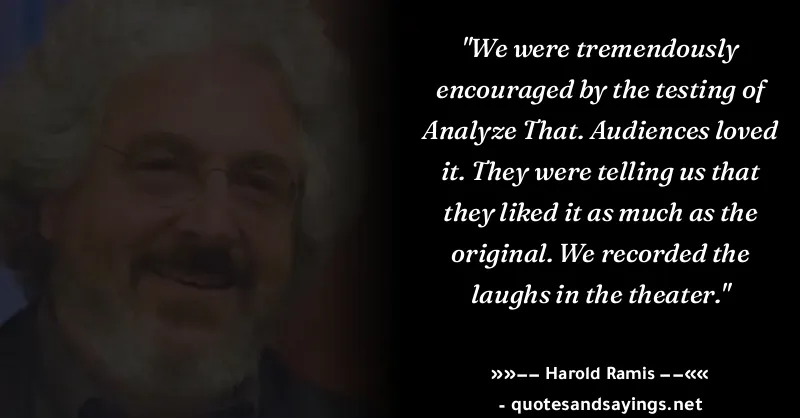 "We were tremendously
encouraged by the testing of
Analyze That. Audiences loved
it. They were telling us that
they liked it as much as the
original. We recorded the
laughs in the theater."
»»—— Harold Ramis ——««
- quotesandsayings.net